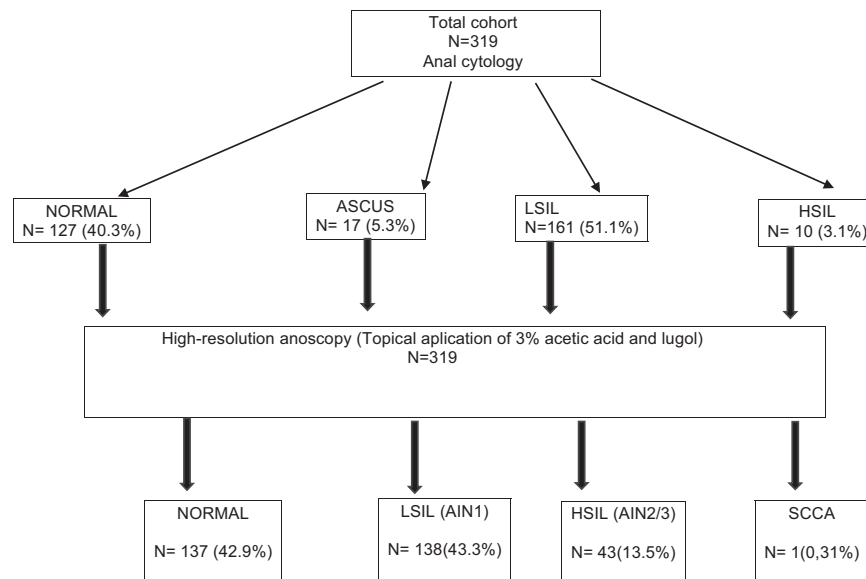 Total cohort
N=319
Anal cytology
NORMAL
N= 127 (40.3%)
ASCUS
N= 17 (5.3%)
LSIL
N=161 (51.1%)
HSIL
N= 10 (3.1%)
High-resolution anoscopy (Topical aplication of 3% acetic acid and lugol)
N=319
NORMAL
N= 137 (42.9%)
LSIL (AIN1)
N= 138(43.3%)
HSIL (AIN2/3)
N= 43(13.5%)
SCCA
N= 1(0,31%)